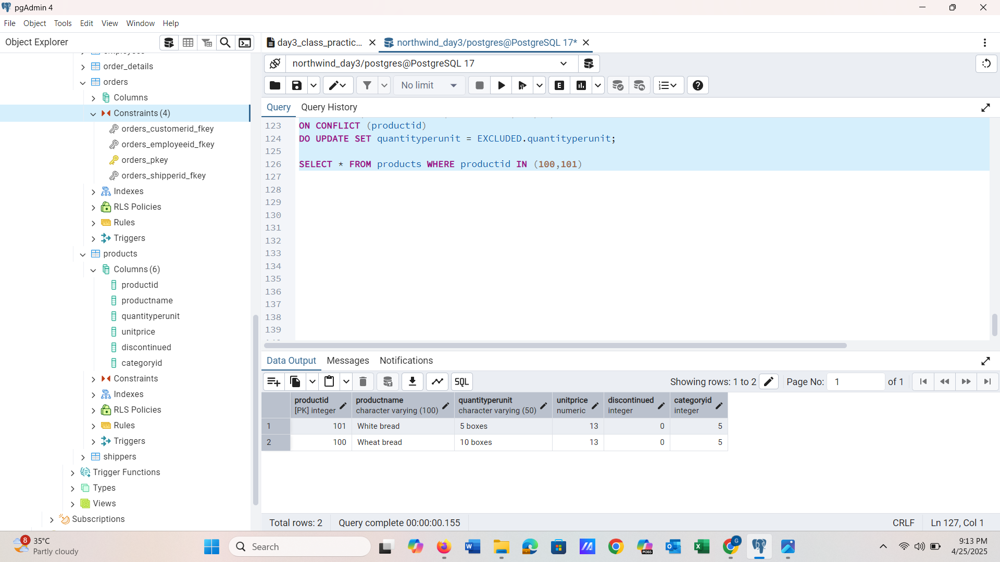 pgAdmin 4
File Object Tools Edit View Window Help
Object Explorer
day3_class_practic...
northwind_day3/postgres@PostgreSQL 17*
order_details
orders
Columns
Constraints (4)
orders_customerid_fkey
orders_employeeid_fkey
orders_pkey
orders_shipperid_fkey
Indexes
RLS Policies
Rules
Triggers
products
Columns (6)
productid
productname
quantityperunit
unitprice
discontinued
categoryid
Constraints
Indexes
RLS Policies
Rules
Triggers
shippers
Trigger Functions
Types
Views
Subscriptions
northwind_day3/postgres@PostgreSQL 17
No limit
E
Query Query History
123 ON CONFLICT (productid)
124 DO UPDATE SET quantityperunit = EXCLUDED.quantityperunit;
125
126 SELECT * FROM products WHERE productid IN (100,101)
127
128
129
130
131
132
133
134
135
136
137
138
139
Data Output Messages Notifications
SQL
Showing rows: 1 to 2
Page No: 1 of 1
productid productname quantityperunit unitprice discontinued categoryid
[PK] integer character varying (100) character varying (50) numeric integer integer
1 101 White bread 5 boxes 13 0 5
2 100 Wheat bread 10 boxes 13 0 5
Total rows: 2 Query complete 00:00:00.155 CRLF Ln 127, Col 1
8 35°C
Partly cloudy
Search
M365
G
9:13 PM
4/25/2025